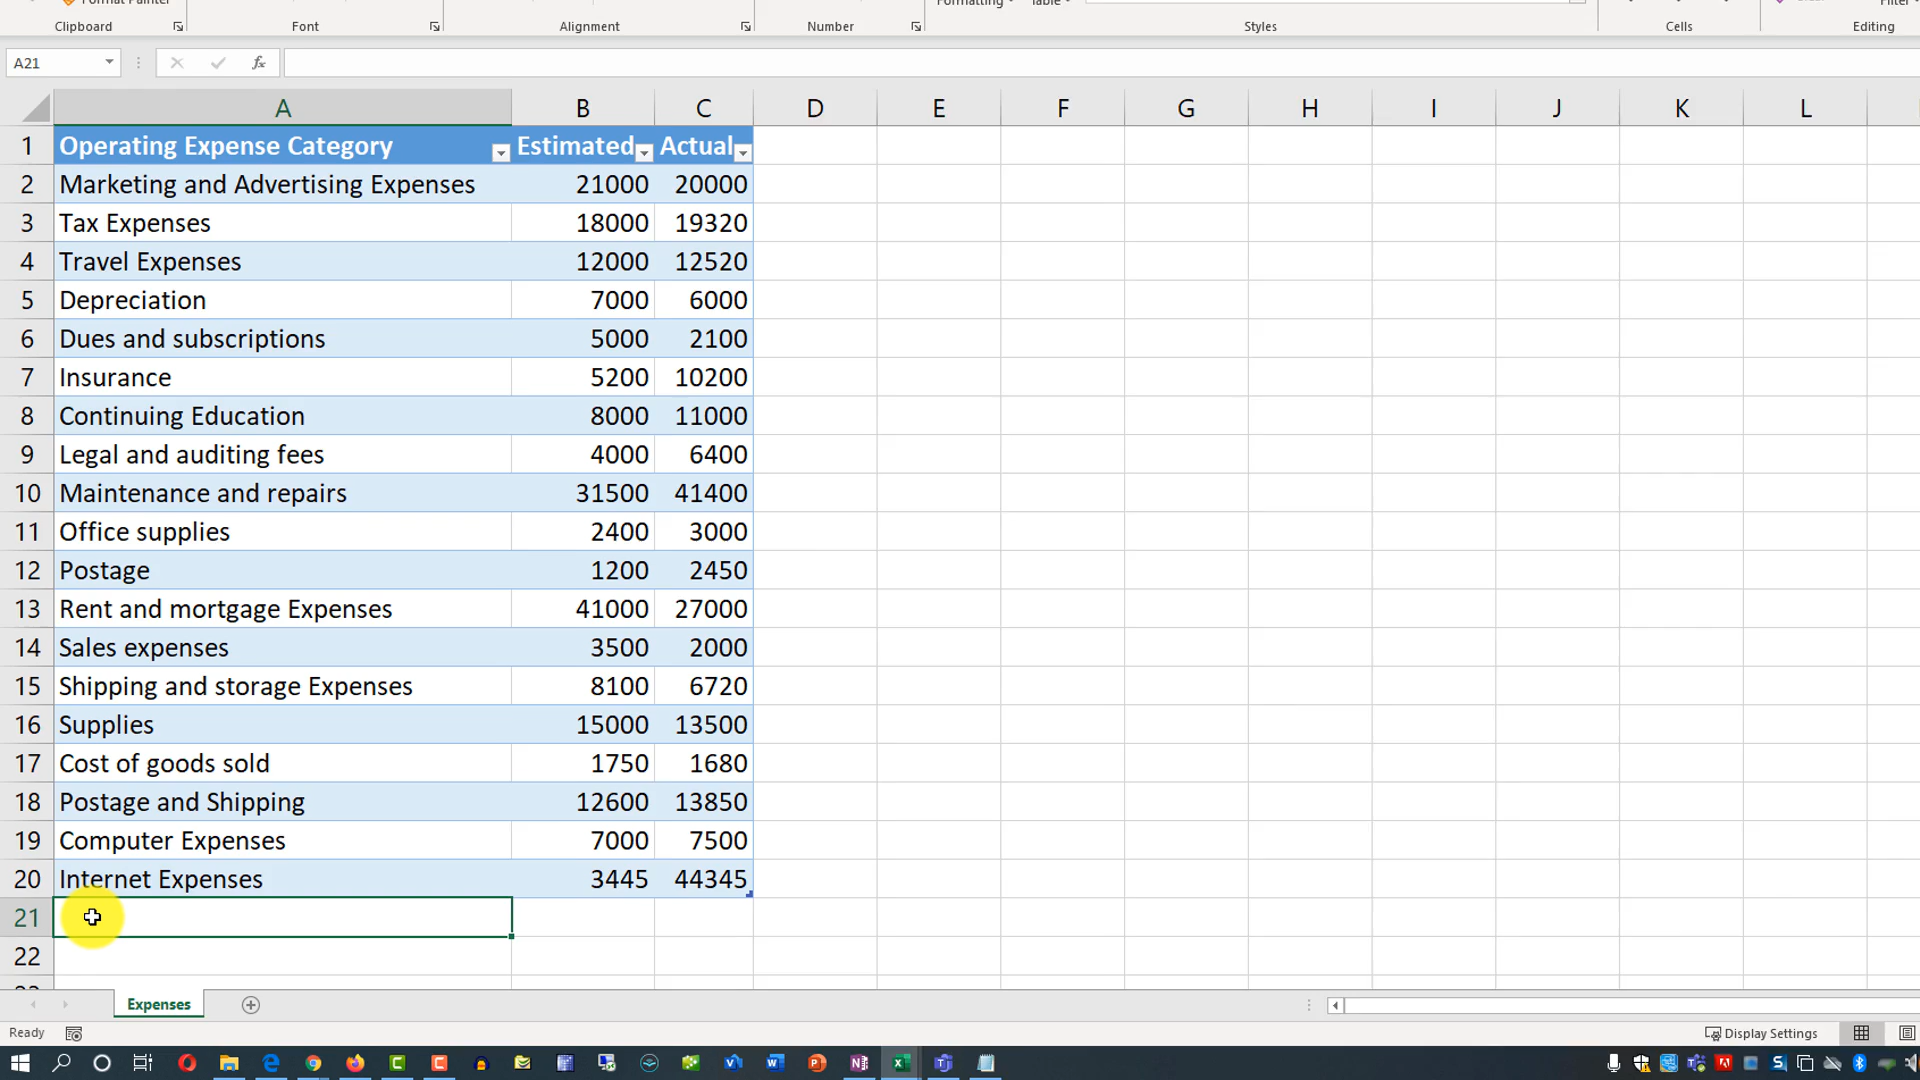 Format Painter
Formatting Table
Clipboard Font Alignment Number Styles Cells Editing
A21
A B C D E F G H I J K L
1 Operating Expense Category Estimated Actual
2 Marketing and Advertising Expenses 21000 20000
3 Tax Expenses 18000 19320
4 Travel Expenses 12000 12520
5 Depreciation 7000 6000
6 Dues and subscriptions 5000 2100
7 Insurance 5200 10200
8 Continuing Education 8000 11000
9 Legal and auditing fees 4000 6400
10 Maintenance and repairs 31500 41400
11 Office supplies 2400 3000
12 Postage 1200 2450
13 Rent and mortgage Expenses 41000 27000
14 Sales expenses 3500 2000
15 Shipping and storage Expenses 8100 6720
16 Supplies 15000 13500
17 Cost of goods sold 1750 1680
18 Postage and Shipping 12600 13850
19 Computer Expenses 7000 7500
20 Internet Expenses 3445 44345
21
22
Expenses
Ready Display Settings